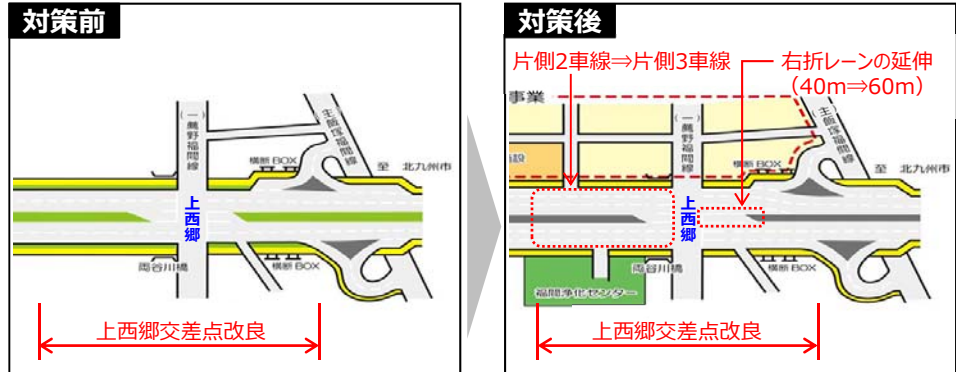 対策前
(一)薦野福間線
(主)飯塚福間線
横断BOX
至 北九州市
上西郷
両谷川橋
横断BOX
上西郷交差点改良
対策後
片側2車線⇒片側3車線
右折レーンの延伸
(40m⇒60m)
事業
設
(一)薦野福間線
(主)飯塚福間線
横断BOX
至 北九州市
上西郷
両谷川橋
横断BOX
福間浄化センター
上西郷交差点改良